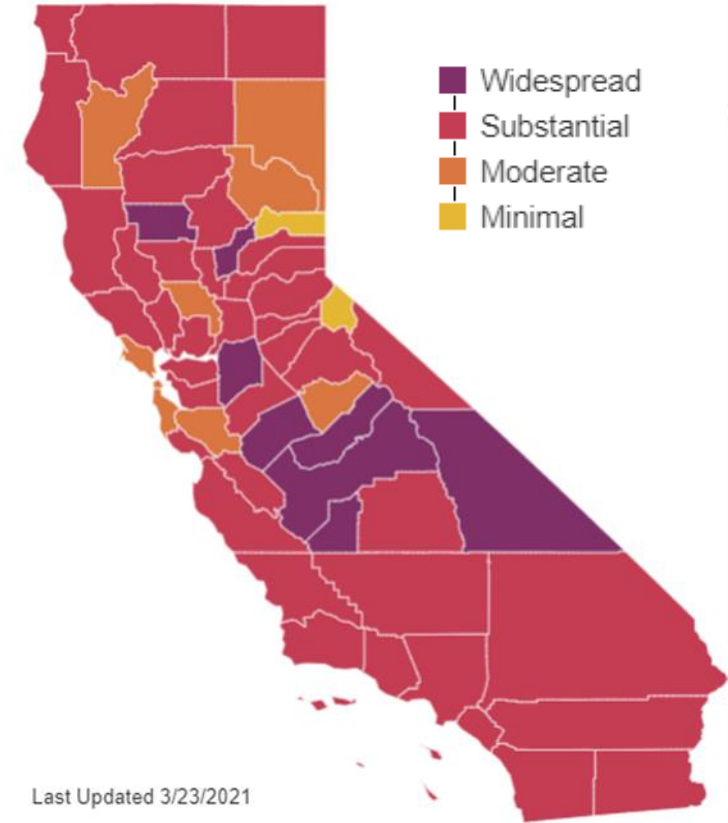 Widespread
Substantial
Moderate
Minimal
Last Updated 3/23/2021